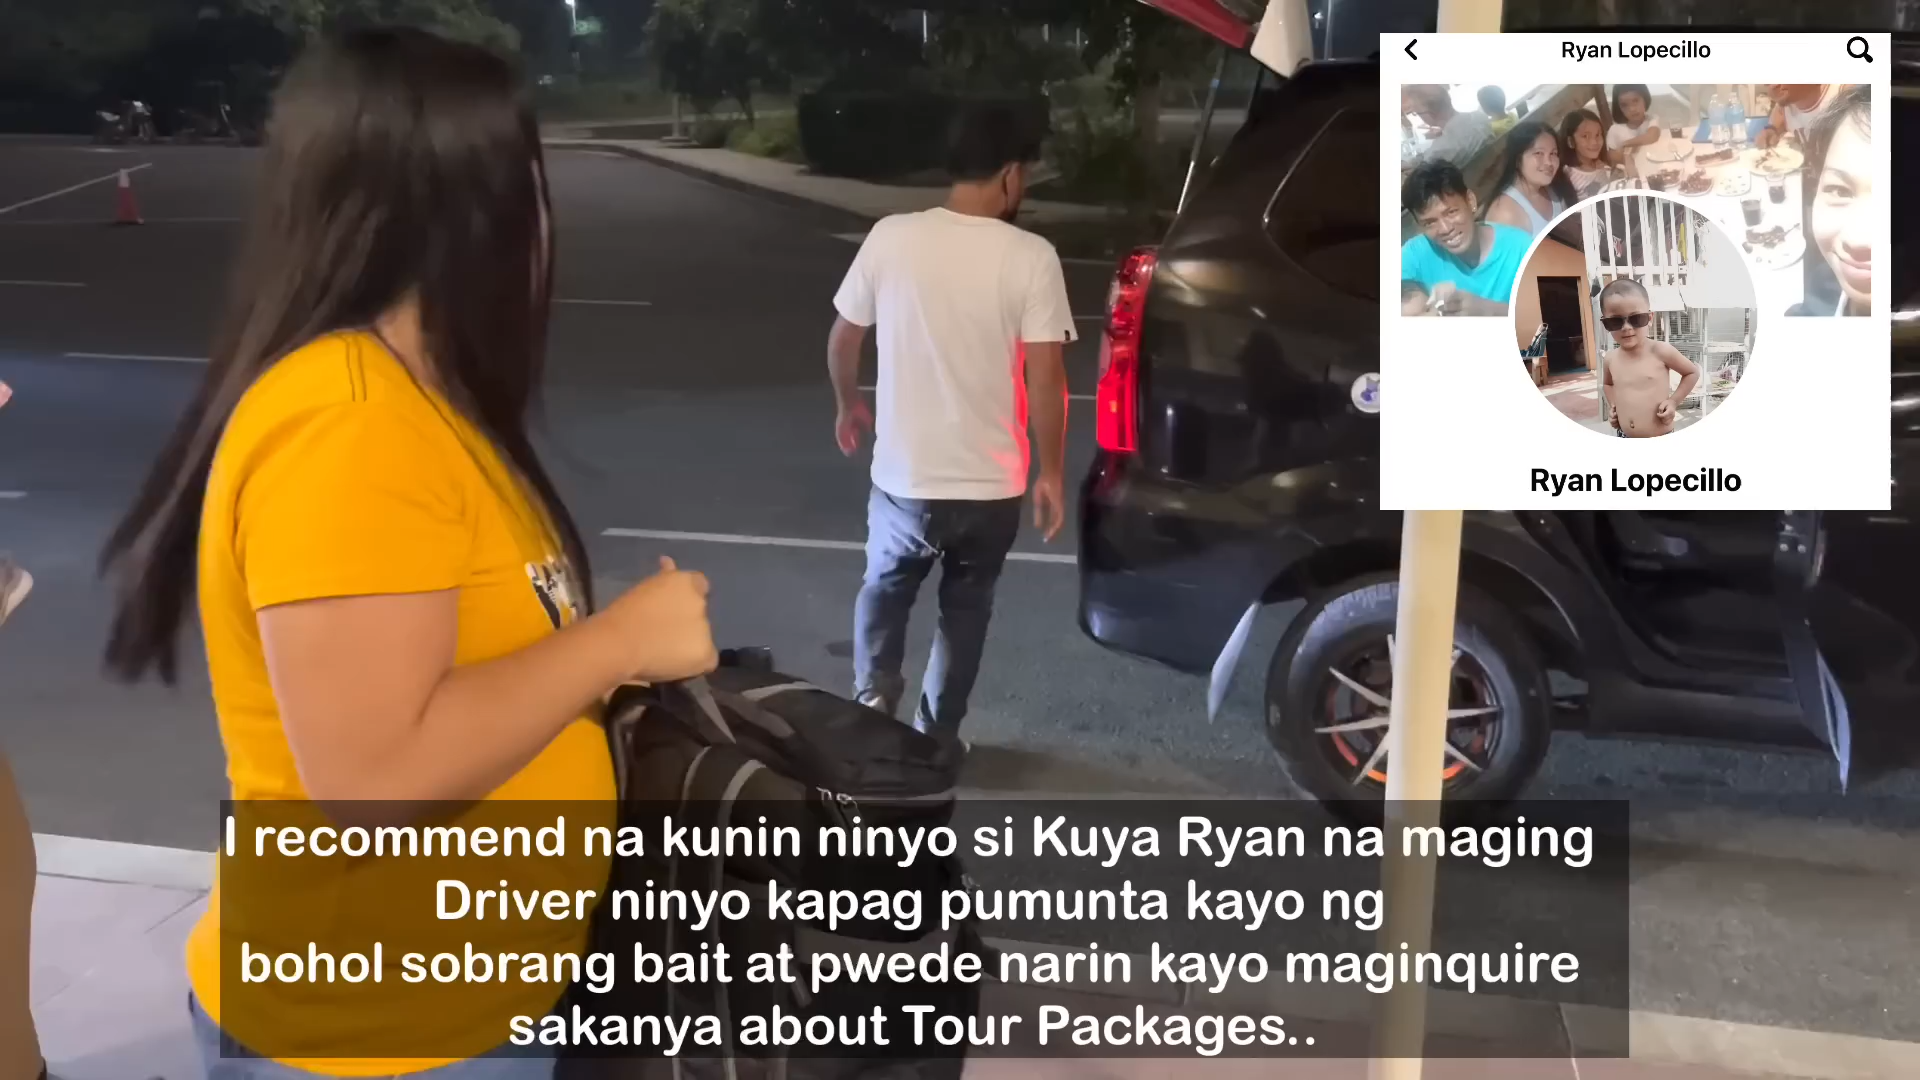 Ryan Lopecillo
Ryan Lopecillo
I recommend na kunin ninyo si Kuya Ryan na maging
Driver ninyo kapag pumunta kayo ng
bohol sobrang bait at pwede narin kayo maginquire
sakanya about Tour Packages..